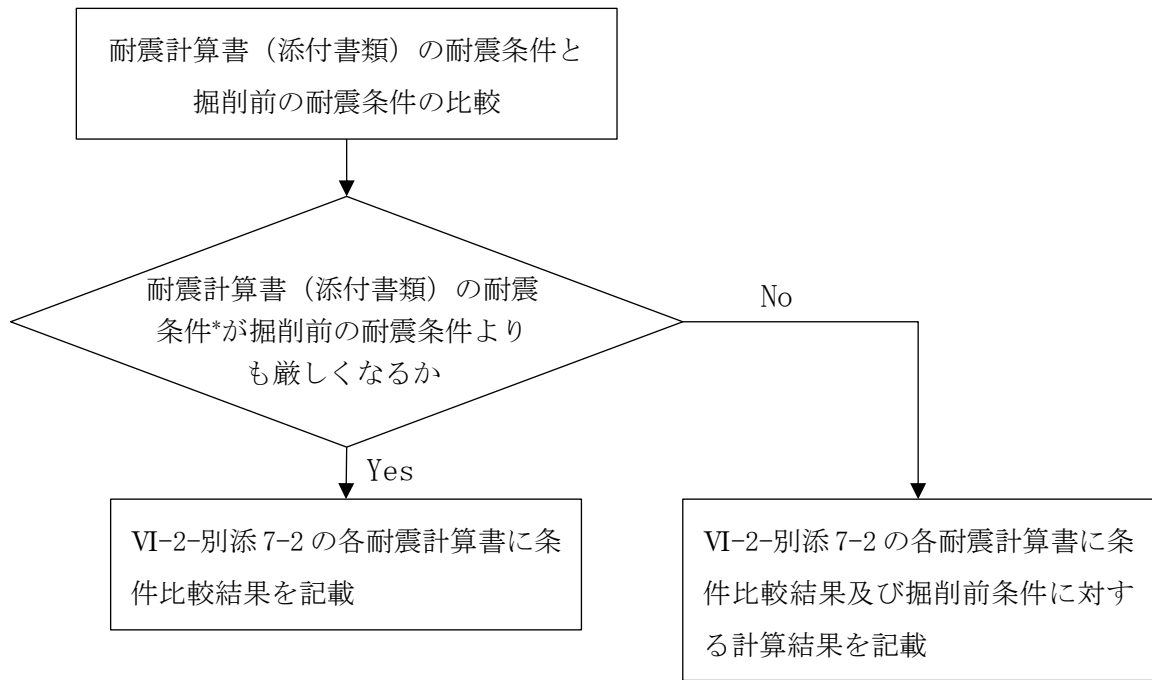 耐震計算書（添付書類）の耐震条件と
掘削前の耐震条件の比較
耐震計算書（添付書類）の耐震
条件*が掘削前の耐震条件より
も厳しくなるか
No
Yes
Ⅵ-2-別添 7-2 の各耐震計算書に条
件比較結果を記載
Ⅵ-2-別添 7-2 の各耐震計算書に条
件比較結果及び掘削前条件に対す
る計算結果を記載